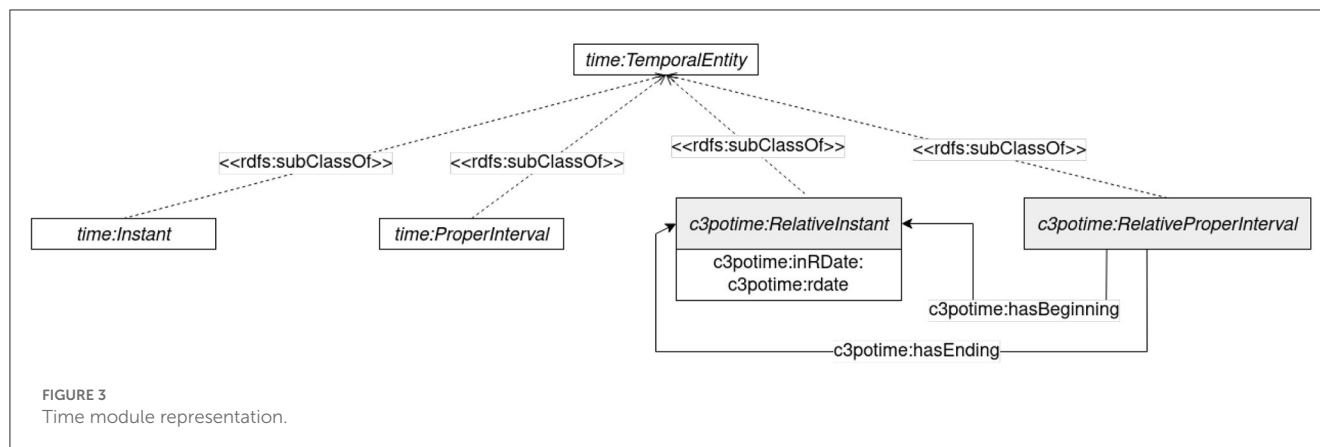 time:TemporalEntity
<<rdfs:subClassOf>>
<<rdfs:subClassOf>>
<<rdfs:subClassOf>>
<<rdfs:subClassOf>>
time:Instant
time:ProperInterval
c3potime:RelativeInstant
c3potime:RelativeProperInterval
c3potime:inRDate:
c3potime:rdate
c3potime:hasBeginning
c3potime:hasEnding
FIGURE 3
Time module representation.